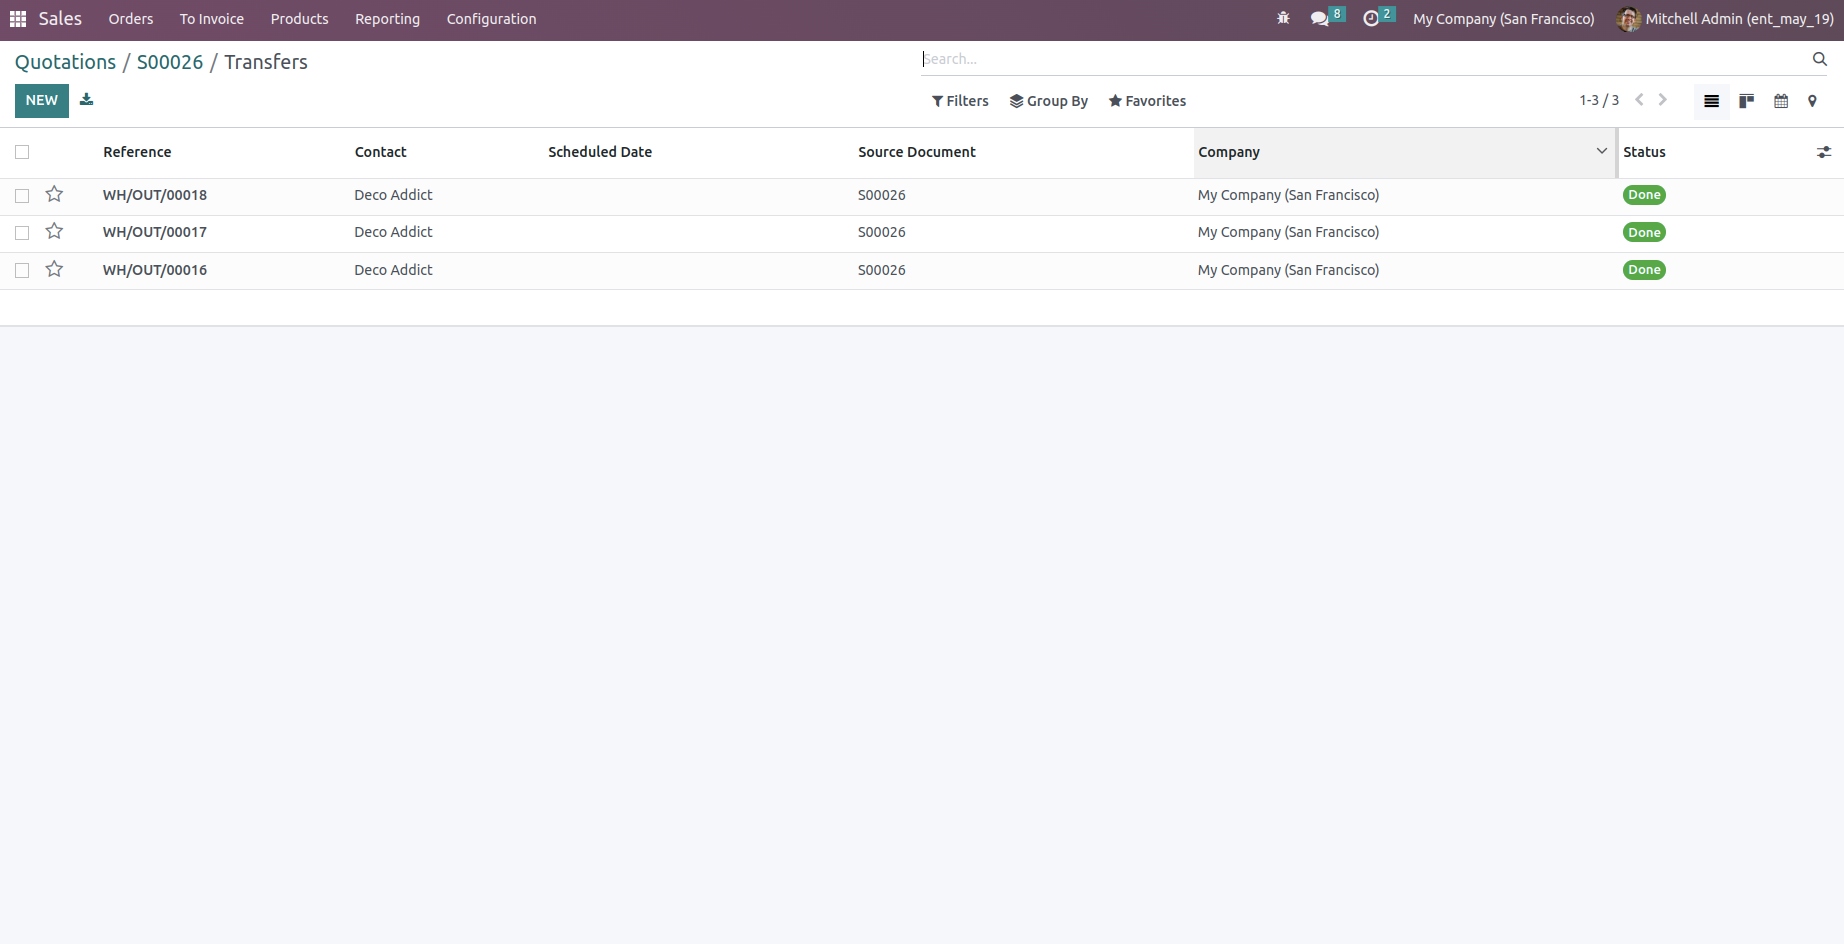 Sales Orders To Invoice Products Reporting Configuration 8 2 My Company (San Francisco) Mitchell Admin (ent_may_19)
Quotations / S00026 / Transfers Search...
NEW Filters Group By Favorites 1-3 / 3
Reference Contact Scheduled Date Source Document Company Status
WH/OUT/00018 Deco Addict S00026 My Company (San Francisco) Done
WH/OUT/00017 Deco Addict S00026 My Company (San Francisco) Done
WH/OUT/00016 Deco Addict S00026 My Company (San Francisco) Done